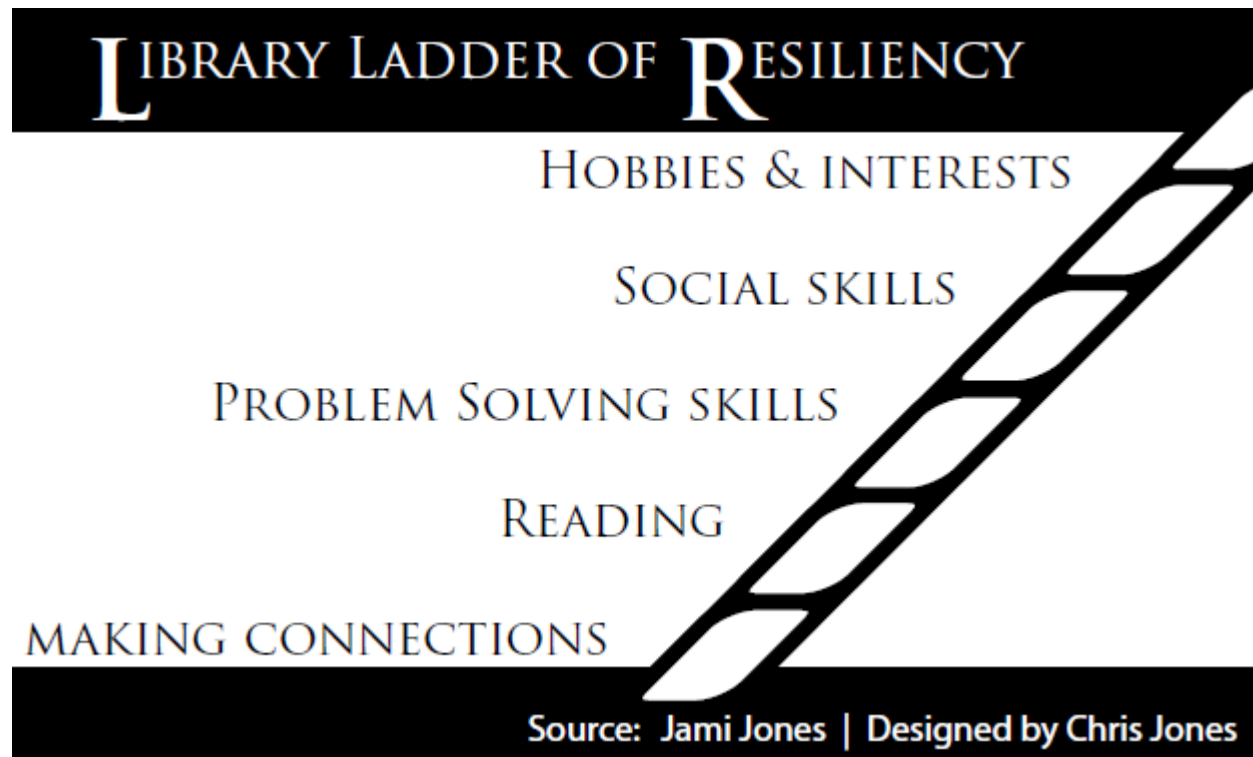 Library Ladder of Resiliency
Hobbies & interests
Social skills
Problem Solving skills
Reading
making connections
Source: Jami Jones | Designed by Chris Jones